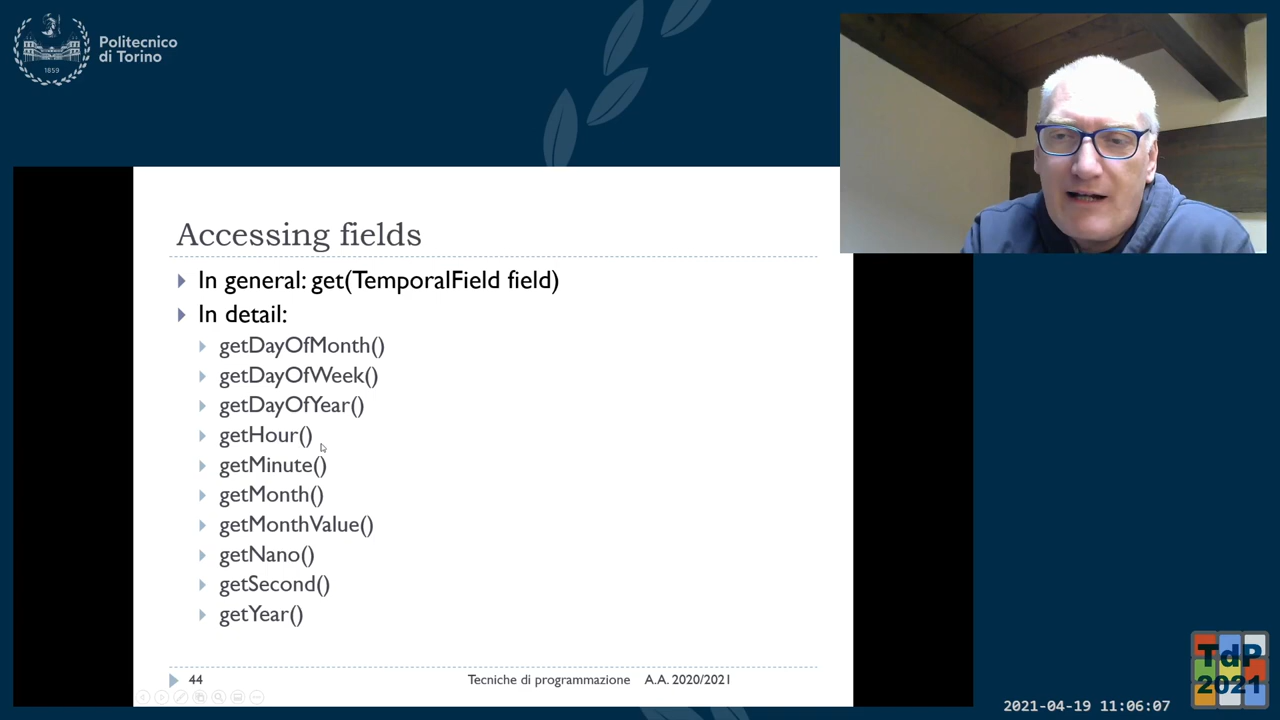 Politecnico
di Torino
1859
Accessing fields
In general: get(TemporalField field)
In detail:
getDayOfMonth()
getDayOfWeek()
getDayOfYear()
getHour()
getMinute()
getMonth()
getMonthValue()
getNano()
getSecond()
getYear()
44
Tecniche di programmazione A.A. 2020/2021
TdP
2021
2021-04-19 11:06:07